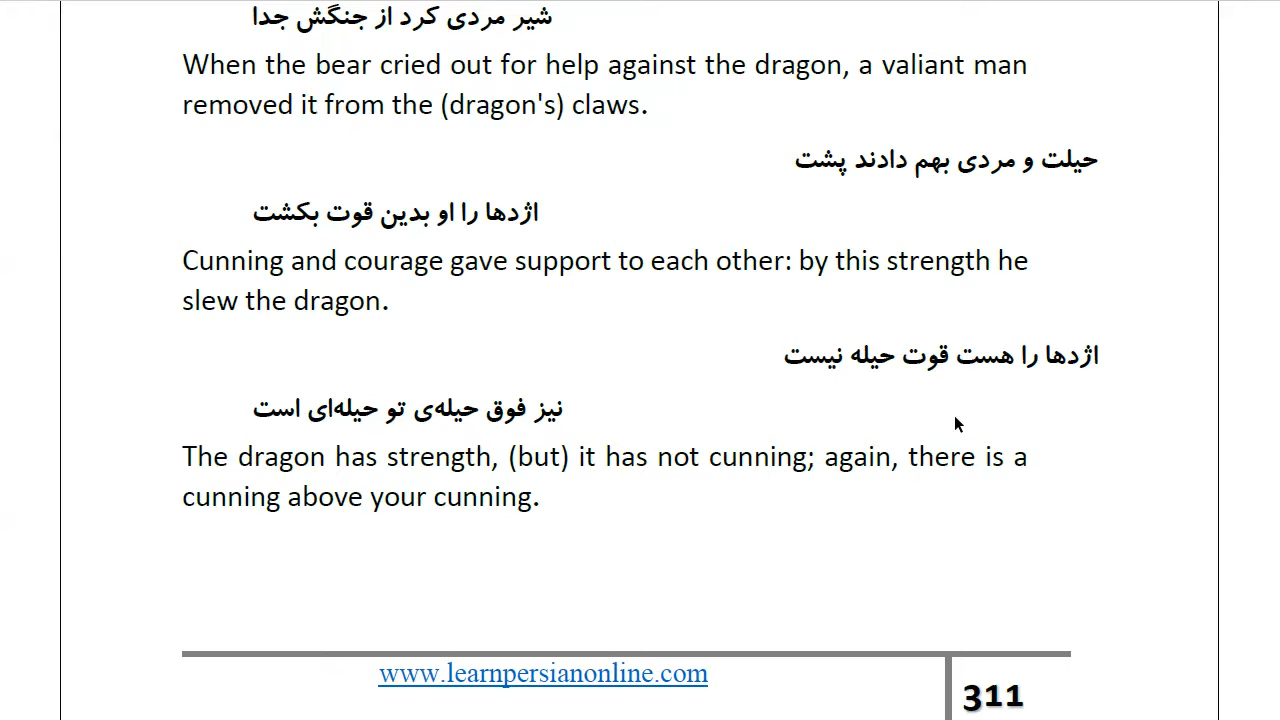 شیر مردی کرد از جنگش جدا
When the bear cried out for help against the dragon, a valiant man
removed it from the (dragon's) claws.
حیلت و مردی بهم دادند پشت
اژدها را او بدین قوت بکشت
Cunning and courage gave support to each other: by this strength he
slew the dragon.
اژدها را هست قوت حیله نیست
نیز فوق حیله‌ی تو حیله‌ای است
The dragon has strength, (but) it has not cunning; again, there is a
cunning above your cunning.
www.learnpersianonline.com
311